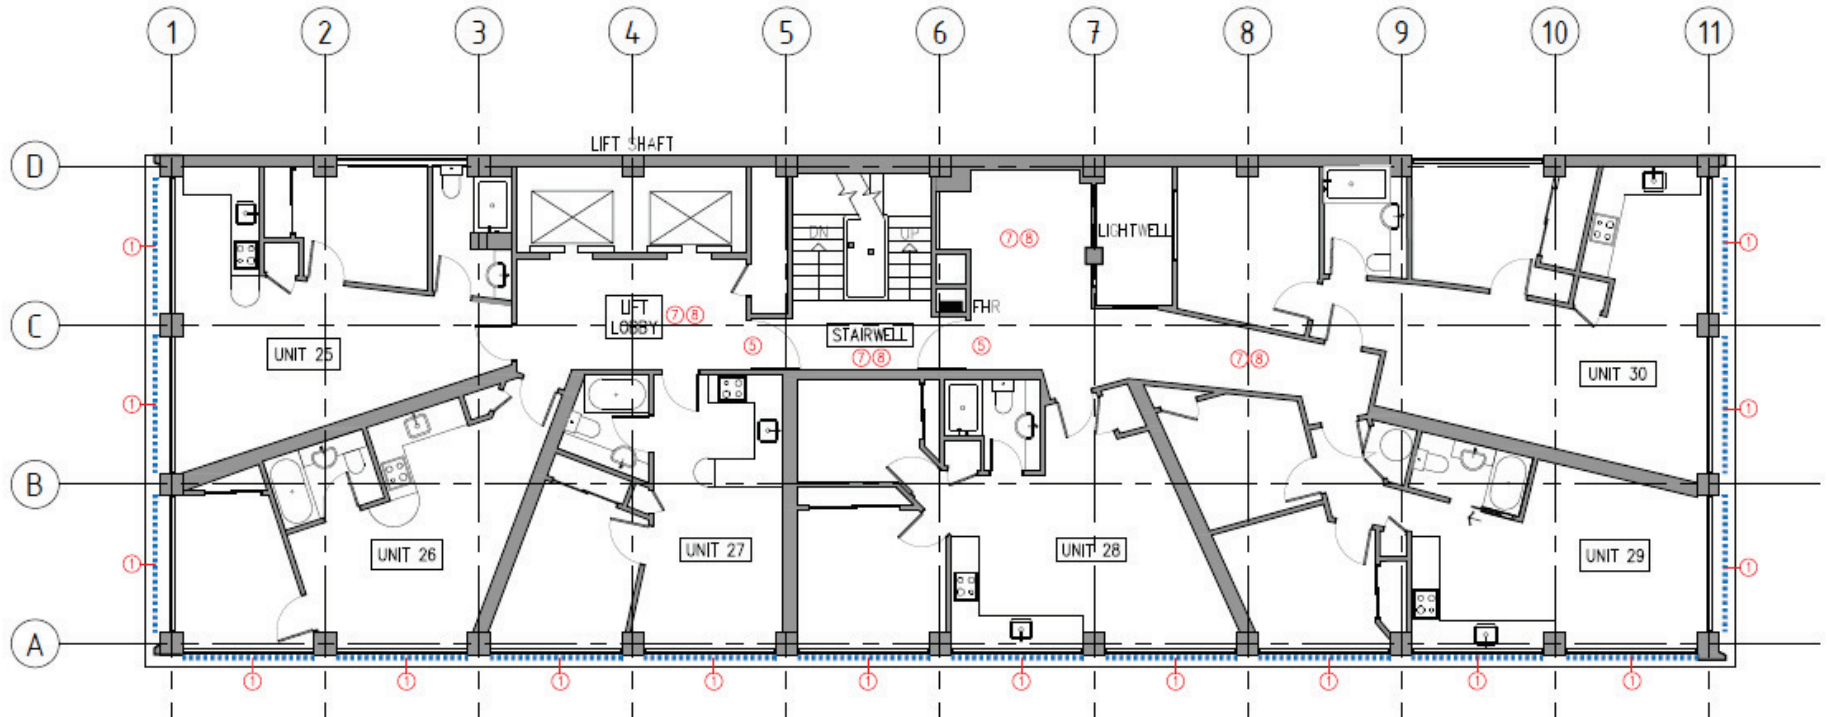 1 2 3 4 5 6 7 8 9 10 11
LIFT SHAFT
D
DN UP
LIGHTWELL
1 7 8 1
FHR
C
LIFT
LOBBY
7 8
STAIRWELL
5 7 8 5 7 8
UNIT 25
UNIT 30
1 1
B
UNIT 26
UNIT 27
UNIT 28
UNIT 29
1 1
A
1 1 1 1 1 1 1 1 1 1